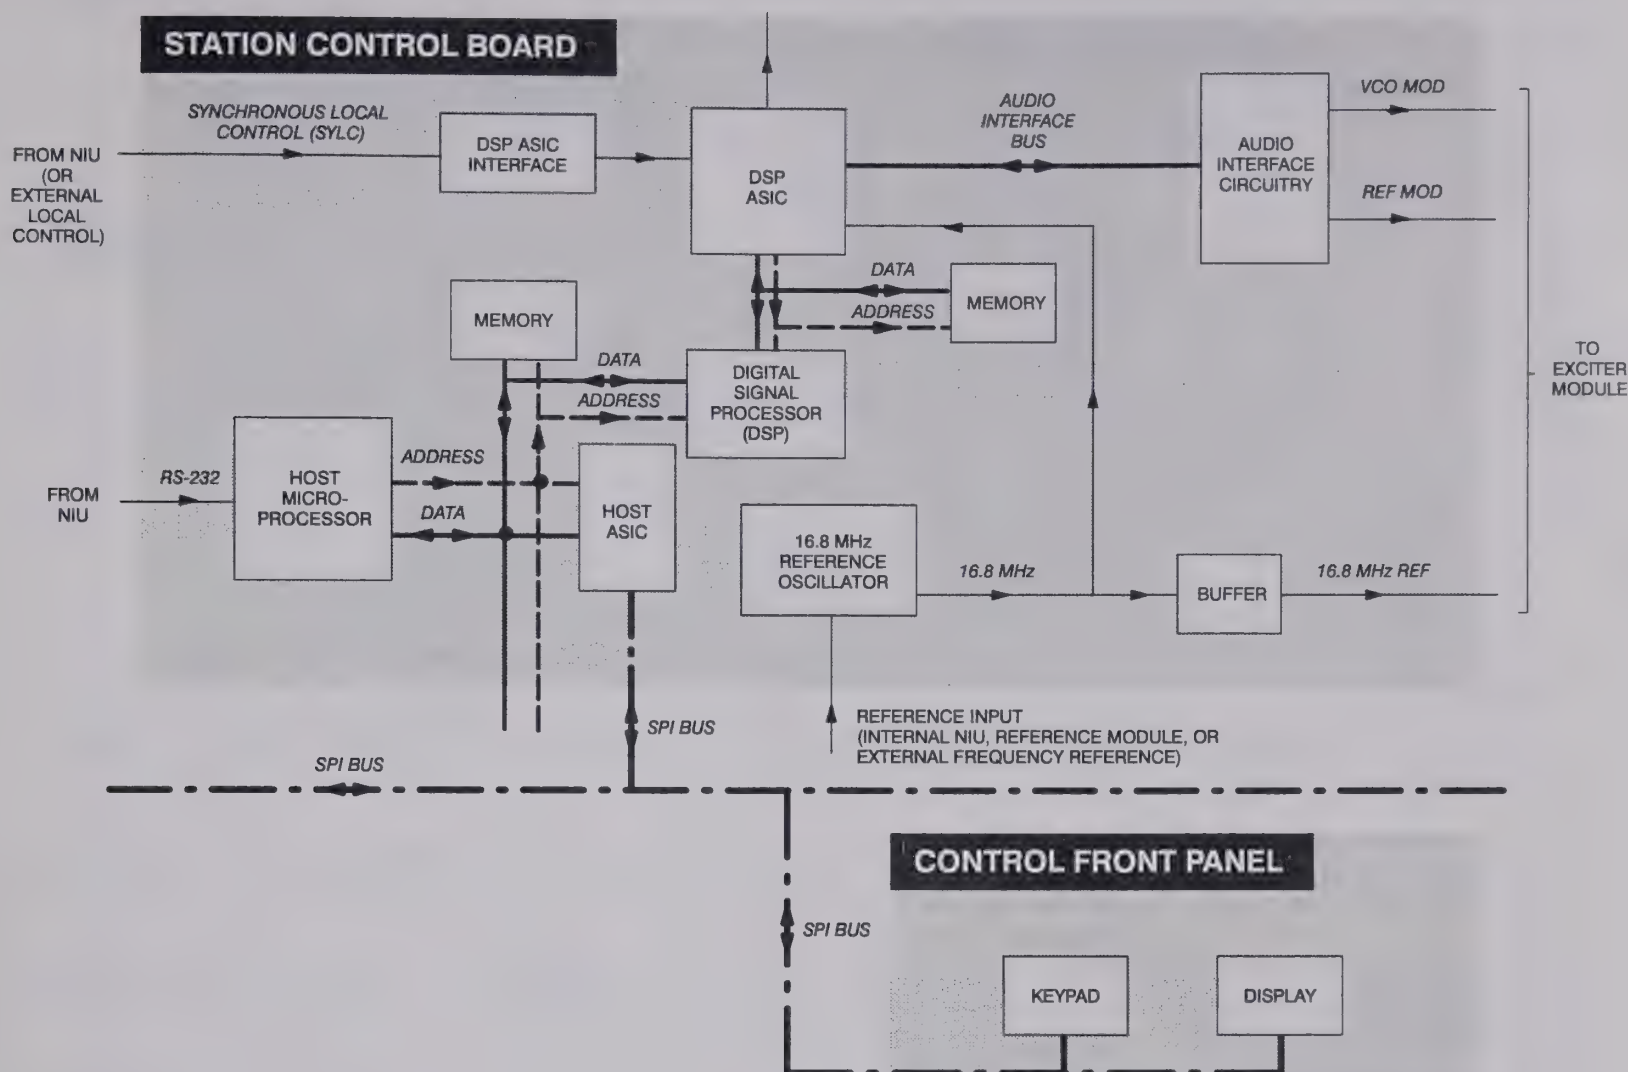 STATION CONTROL BOARD
SYNCHRONOUS LOCAL
CONTROL (SYLC)
FROM NIU
(OR
EXTERNAL
LOCAL
CONTROL)
DSP ASIC
INTERFACE
DSP
ASIC
AUDIO
INTERFACE
BUS
AUDIO
INTERFACE
CIRCUITRY
VCO MOD
REF MOD
DATA
ADDRESS
MEMORY
MEMORY
DATA
ADDRESS
DIGITAL
SIGNAL
PROCESSOR
(DSP)
TO
EXCITER
MODULE
FROM
NIU
RS-232
HOST
MICRO-
PROCESSOR
ADDRESS
DATA
HOST
ASIC
16.8 MHz
REFERENCE
OSCILLATOR
16.8 MHz
BUFFER
16.8 MHz REF
SPI BUS
REFERENCE INPUT
(INTERNAL NIU, REFERENCE MODULE, OR
EXTERNAL FREQUENCY REFERENCE)
SPI BUS
CONTROL FRONT PANEL
SPI BUS
KEYPAD
DISPLAY